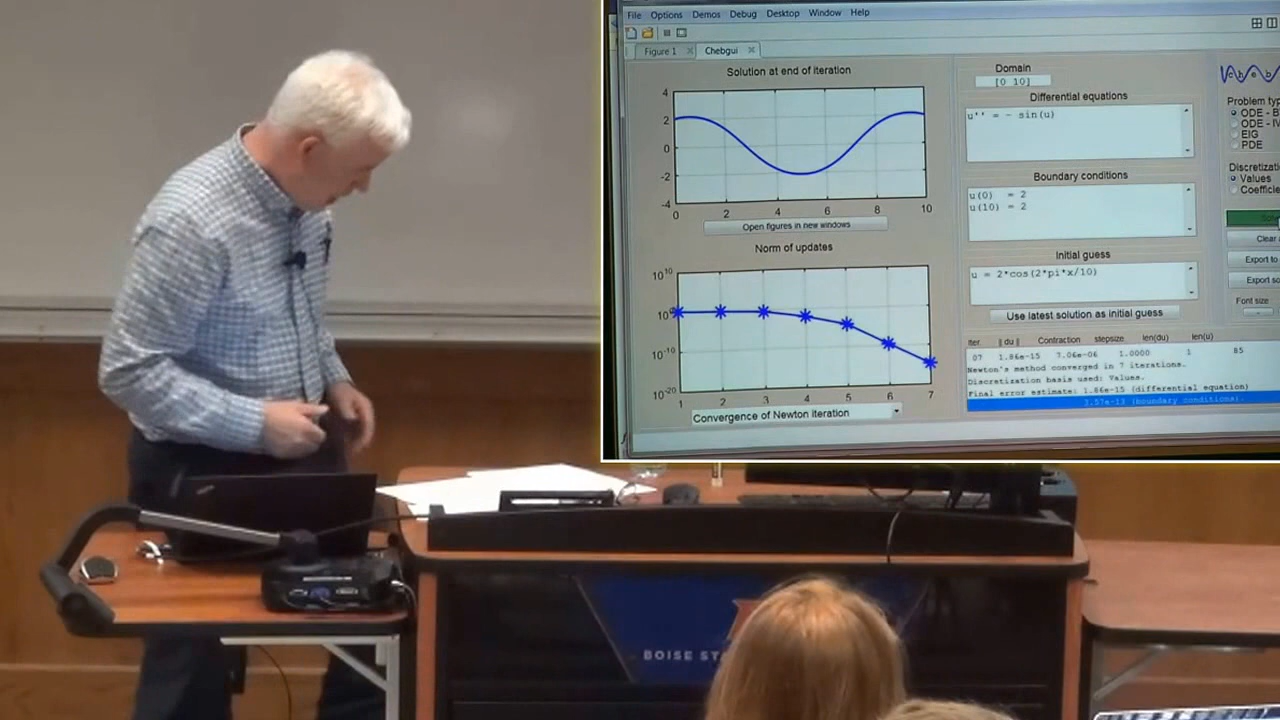 File Options Demos Debug Desktop Window Help
Figure 1
Chebgui
Solution at end of iteration
4
2
0
-2
-4
0 2 4 6 8 10
Open figures in new windows
Norm of updates
10^10
10^0
10^-10
10^-20
1 2 3 4 5 6 7
Convergence of Newton iteration
Domain
[0 10]
Differential equations
u'' = - sin(u)
Boundary conditions
u(0) = 2
u(10) = 2
Initial guess
u = 2*cos(2*pi*x/10)
Use latest solution as initial guess
Iter. || du || Contraction stepsize len(du) len(u)
07 1.86e-15 7.06e-06 1.0000 1 85
Newton's method converged in 7 iterations.
Discretization basis used: Values.
Final error estimate: 1.86e-15 (differential equation)
3.57e-13 (boundary conditions).
cheb
Problem typ
ODE - B
ODE - IV
EIG
PDE
Discretizati
Values
Coefficie
Clear
Export to
Export so
Font size
-
BOISE ST